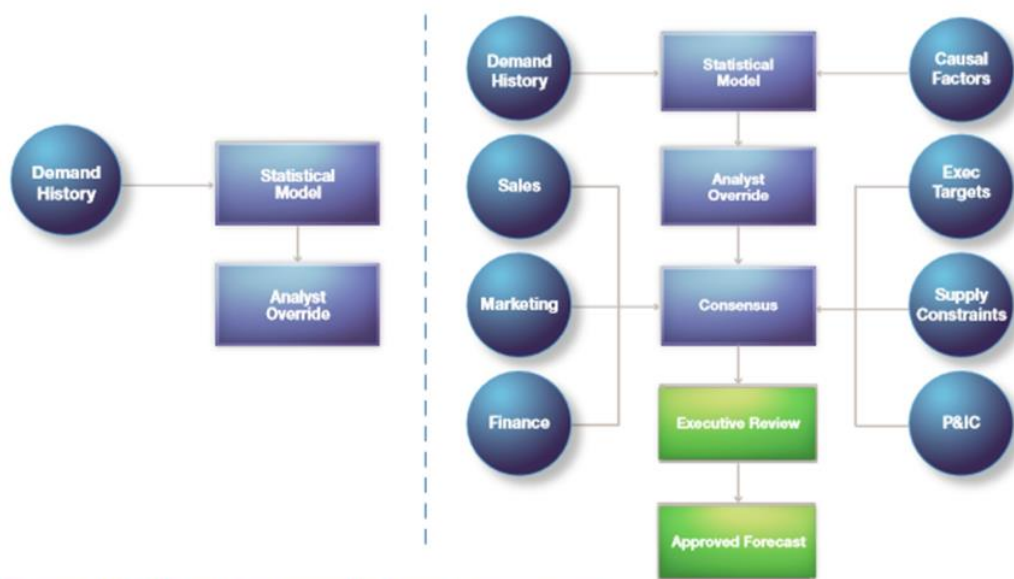 Demand
History
Statistical
Model
Analyst
Override
Demand
History
Statistical
Model
Causal
Factors
Sales
Analyst
Override
Exec
Targets
Marketing
Consensus
Supply
Constraints
Finance
Executive Review
P&IC
Approved Forecast